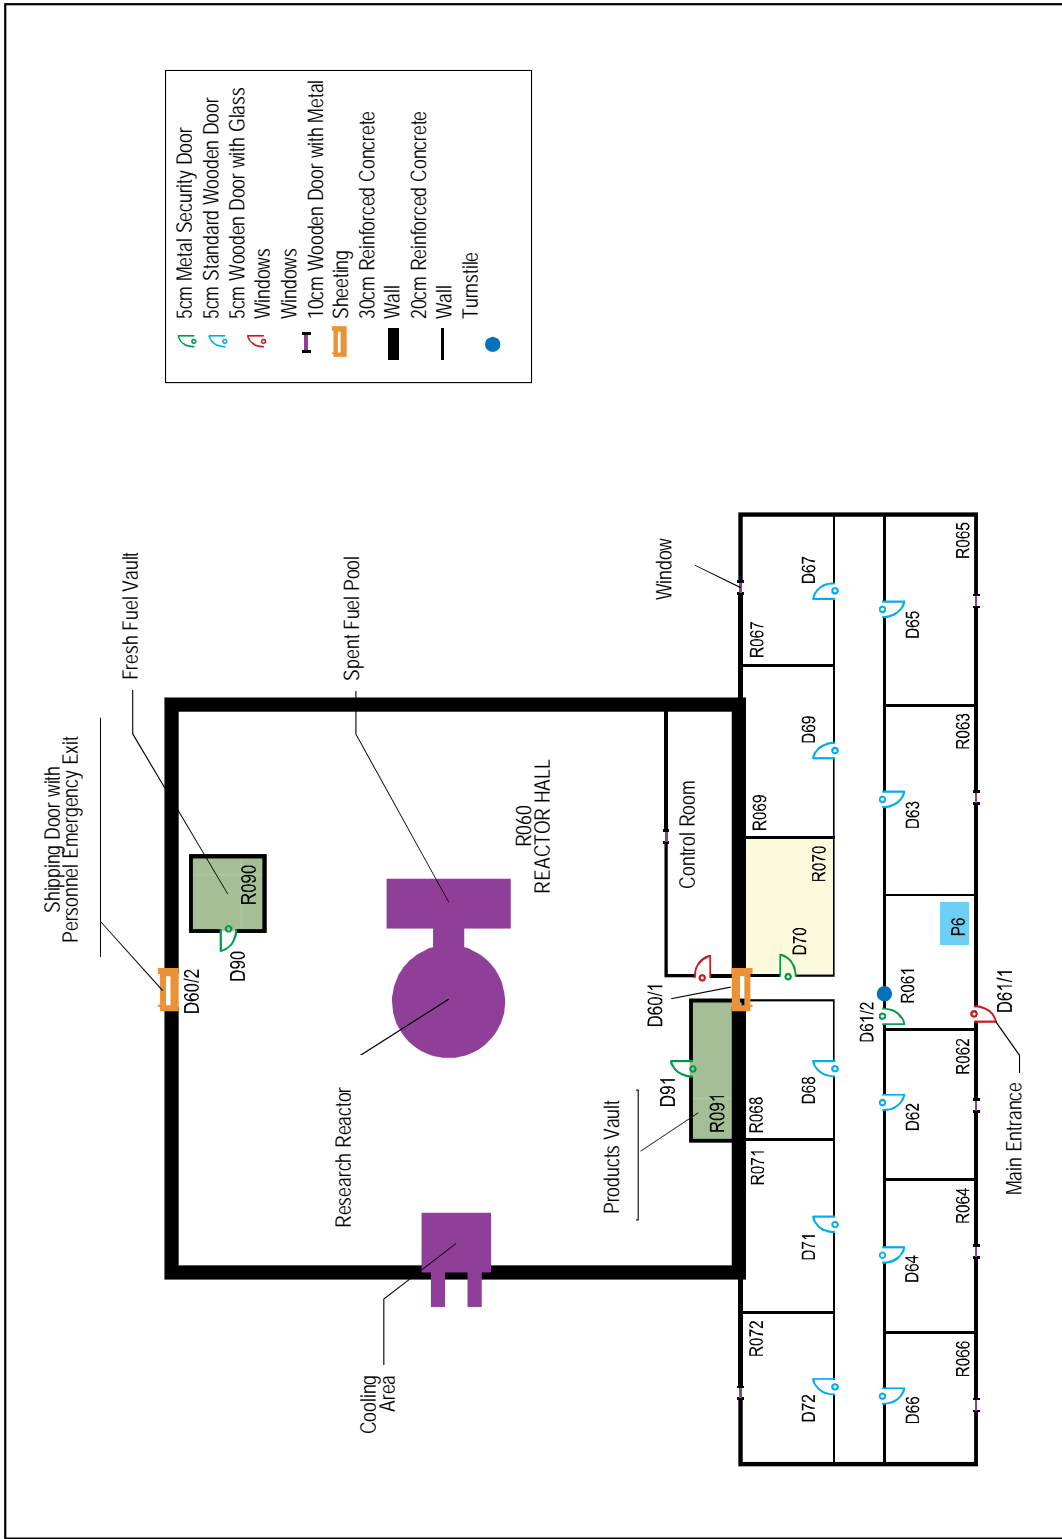 5cm Metal Security Door
5cm Standard Wooden Door
5cm Wooden Door with Glass
Windows
Windows
10cm Wooden Door with Metal
Sheeting
30cm Reinforced Concrete
Wall
20cm Reinforced Concrete
Wall
Turnstile
Shipping Door with
Personnel Emergency Exit
Fresh Fuel Vault
Spent Fuel Pool
Window
D60/2
D90
R090
R060
REACTOR HALL
Research Reactor
Cooling
Area
Control Room
D60/1
Products Vault
D91
R091
R072
R071
R068
R069
R067
R070
D72
D71
D68
D70
D69
D67
D66
D64
D62
D61/2
D63
D65
R066
R064
R062
R061
P6
R063
R065
D61/1
Main Entrance